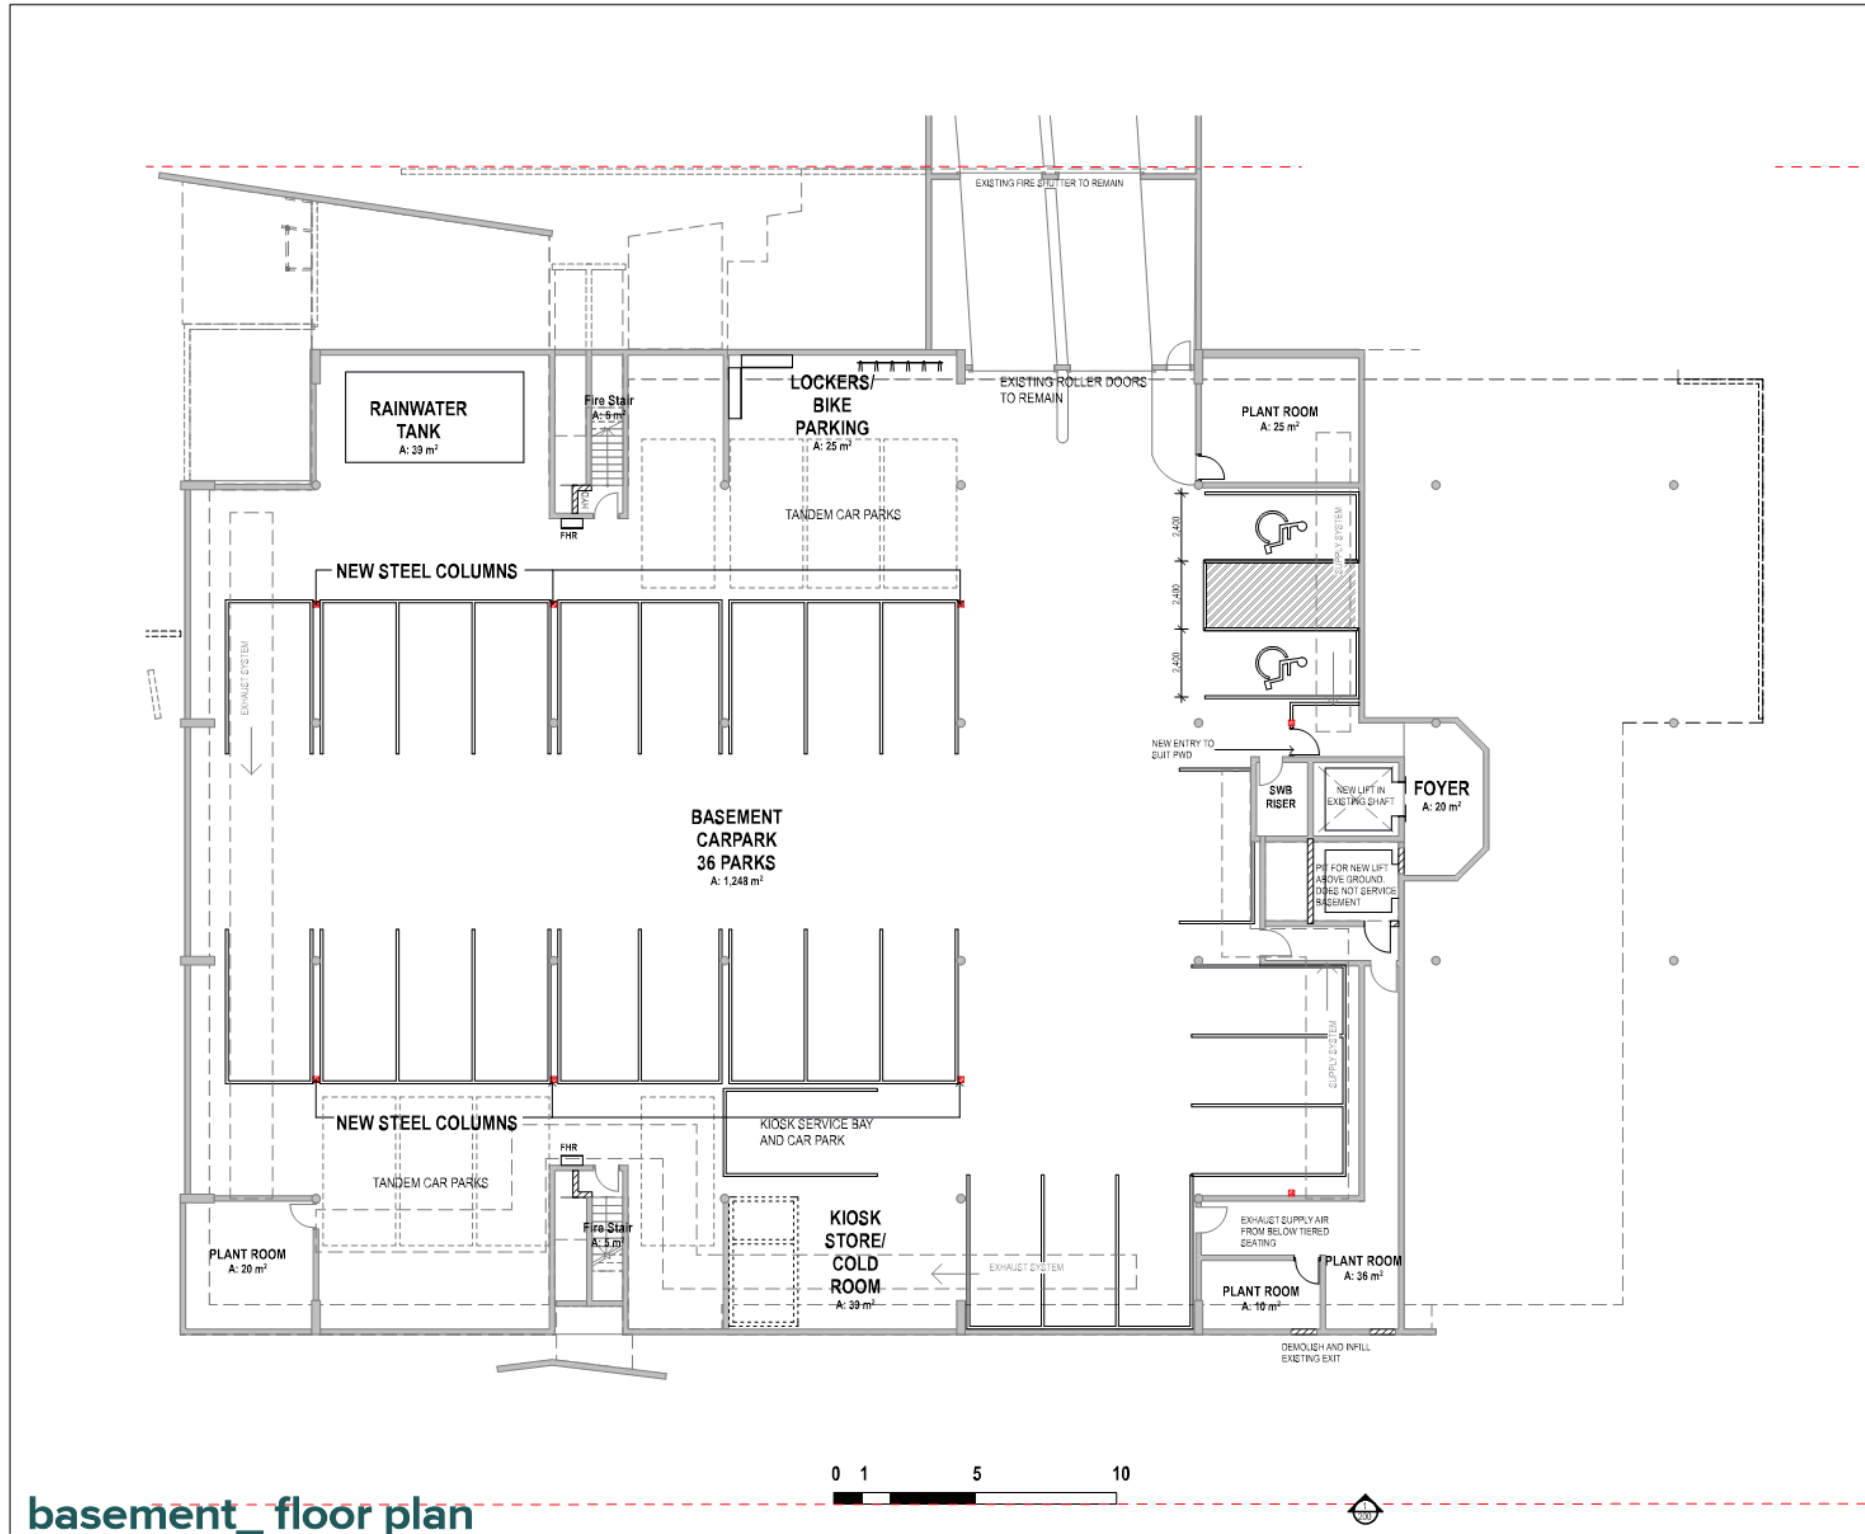 EXISTING FIRE SHUTTER TO REMAIN
RAINWATER
TANK
A: 39 m²
Fire Stair
A: 6 m²
LOCKERS/
BIKE
PARKING
A: 25 m²
EXISTING ROLLER DOORS
TO REMAIN
PLANT ROOM
A: 25 m²
FHR
TANDEM CAR PARKS
2,400
SUPPLY SYSTEM
NEW STEEL COLUMNS
2,400
2,400
EXHAUST SYSTEM
NEW ENTRY TO
SUIT PWD
SWB
RISER
NEW LIFT IN
EXISTING SHAFT
FOYER
A: 20 m²
BASEMENT
CARPARK
36 PARKS
A: 1,248 m²
PIT FOR NEW LIFT
ABOVE GROUND.
DOES NOT SERVICE
BASEMENT
SUPPLY SYSTEM
NEW STEEL COLUMNS
KIOSK SERVICE BAY
AND CAR PARK
FHR
TANDEM CAR PARKS
Fire Stair
A: 5 m²
KIOSK
STORE/
COLD
ROOM
A: 39 m²
EXHAUST SUPPLY AIR
FROM BELOW TIERED
SEATING
PLANT ROOM
A: 20 m²
EXHAUST SYSTEM
PLANT ROOM
A: 36 m²
PLANT ROOM
A: 10 m²
DEMOLISH AND INFILL
EXISTING EXIT
0 1 5 10
basement_ floor plan
1
200